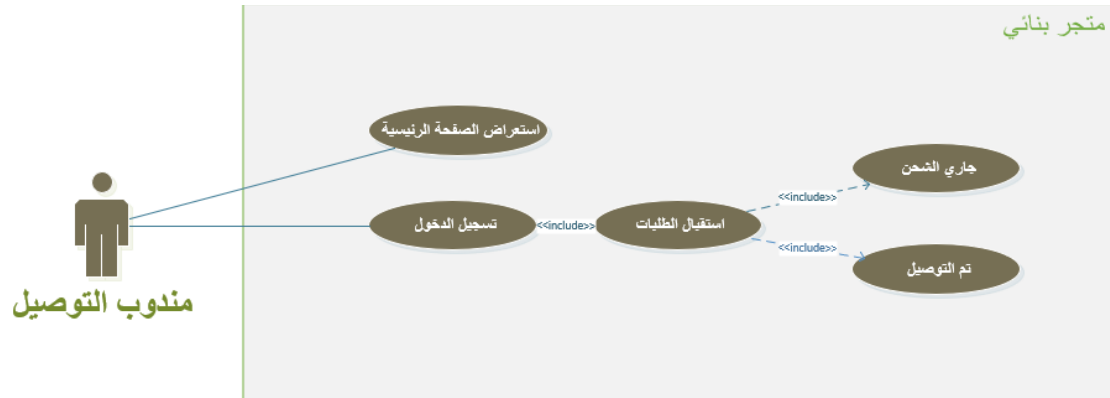 متجر بنائي
استعراض الصفحة الرئيسية
جاري الشحن
<<include>>
تسجيل الدخول
<<include>>
استقبال الطلبات
<<include>>
تم التوصيل
مندوب التوصيل